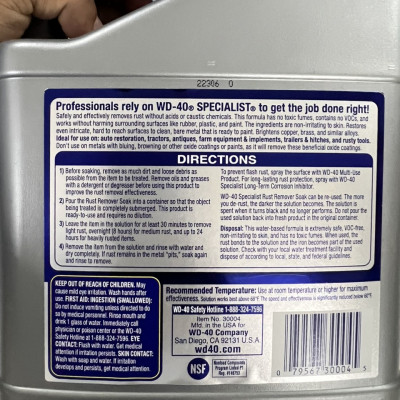 22306 0
Professionals rely on WD-40® SPECIALIST® to get the job done right!
Safely and effectively removes rust without acids or caustic chemicals. This formula has no toxic fumes, contains no VOCs, and
works without harming surrounding surfaces like rubber, plastic, and paint. The ingredients are non-irritating to skin. Restores
even intricate, hard to reach surfaces to clean, bare metal that is ready to paint. Brightens copper, brass, and similar alloys.
Ideal for use on: auto restoration, tractors, antiques, farm equipment & implements, trailers & hitches, and rusty tools.
Don't use on metals with bluing, browning or other oxide coatings or paints, as it will remove these beneficial oxide coatings.
DIRECTIONS
1) Before soaking, remove as much dirt and loose debris as
possible from the item to be treated. Remove oils and greases
with a detergent or degreaser before using this product to
improve the rust removal effectiveness.
2) Pour the Rust Remover Soak into a container so that the object
being treated is completely submerged. This product is
ready-to-use and requires no dilution.
3) Leave the item in the solution for at least 30 minutes to remove
light rust, overnight (8 hours) for medium rust, and up to 24
hours for heavily rusted items.
4) Remove the item from the solution and rinse with water and
dry completely. If rust remains in the metal "pits," soak again
and rinse to remove.
To prevent flash rust, spray the surface with WD-40 Multi-Use
Product. For long-lasting rust protection, spray with WD-40
Specialist Long-Term Corrosion Inhibitor.
WD-40 Specialist Rust Remover Soak can be re-used. The more
you de-rust, the darker the solution becomes. The solution is
spent when it turns black and no longer performs. Do not pour the
used solution back into fresh product in the original container.
Disposal: This water-based formula is extremely safe, VOC-free,
non-irritating to skin, and has no toxic fumes. When used, the
rust bonds to the solution and the iron becomes part of the used
solution. Check with your local water treatment facility and
dispose of according to local, state, and federal guidelines.
KEEP OUT OF REACH OF CHILDREN. May
cause mild eye irritation. Wash hands after
use. FIRST AID: INGESTION (SWALLOWED):
Do not induce vomiting unless directed to do
so by medical personnel. Rinse mouth and
drink 1 glass of water. Immediately call
physician or poison center or the WD-40
Safety Hotline at 1-888-324-7596. EYE
CONTACT: Flush with water. Get medical
attention if irritation persists. SKIN CONTACT:
Wash with soap and water. If irritation
develops and persists, get medical attention.
Recommended Temperature: Use at room temperature or higher for maximum
effectiveness. Solution works best above 68°F. The speed and effectiveness is significantly reduced below
WD-40 Safety Hotline 1-888-324-7596
Item No. 30004
Mfd. in the USA for
WD-40 Company
San Diego, CA 92131 U.S.A.
wd40.com
NSF
Nonfood Compounds
Program Listed
0 79567 30004 5